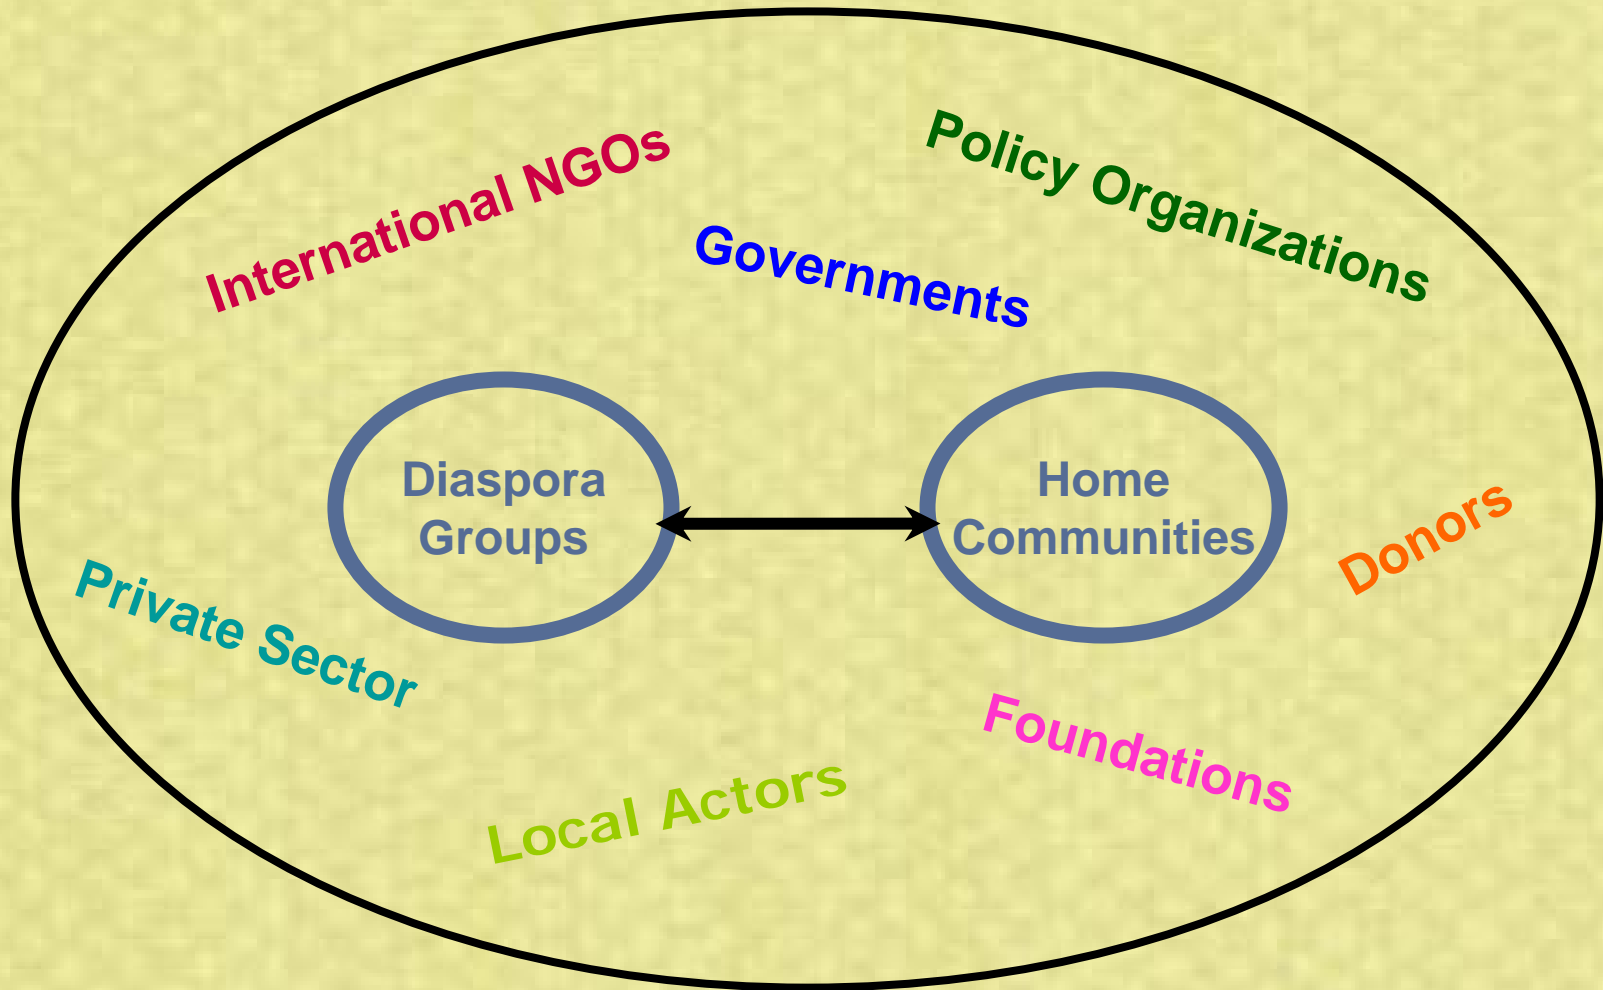 International NGOs
Policy Organizations
Governments
Diaspora
Groups
Home
Communities
Donors
Private Sector
Foundations
Local Actors